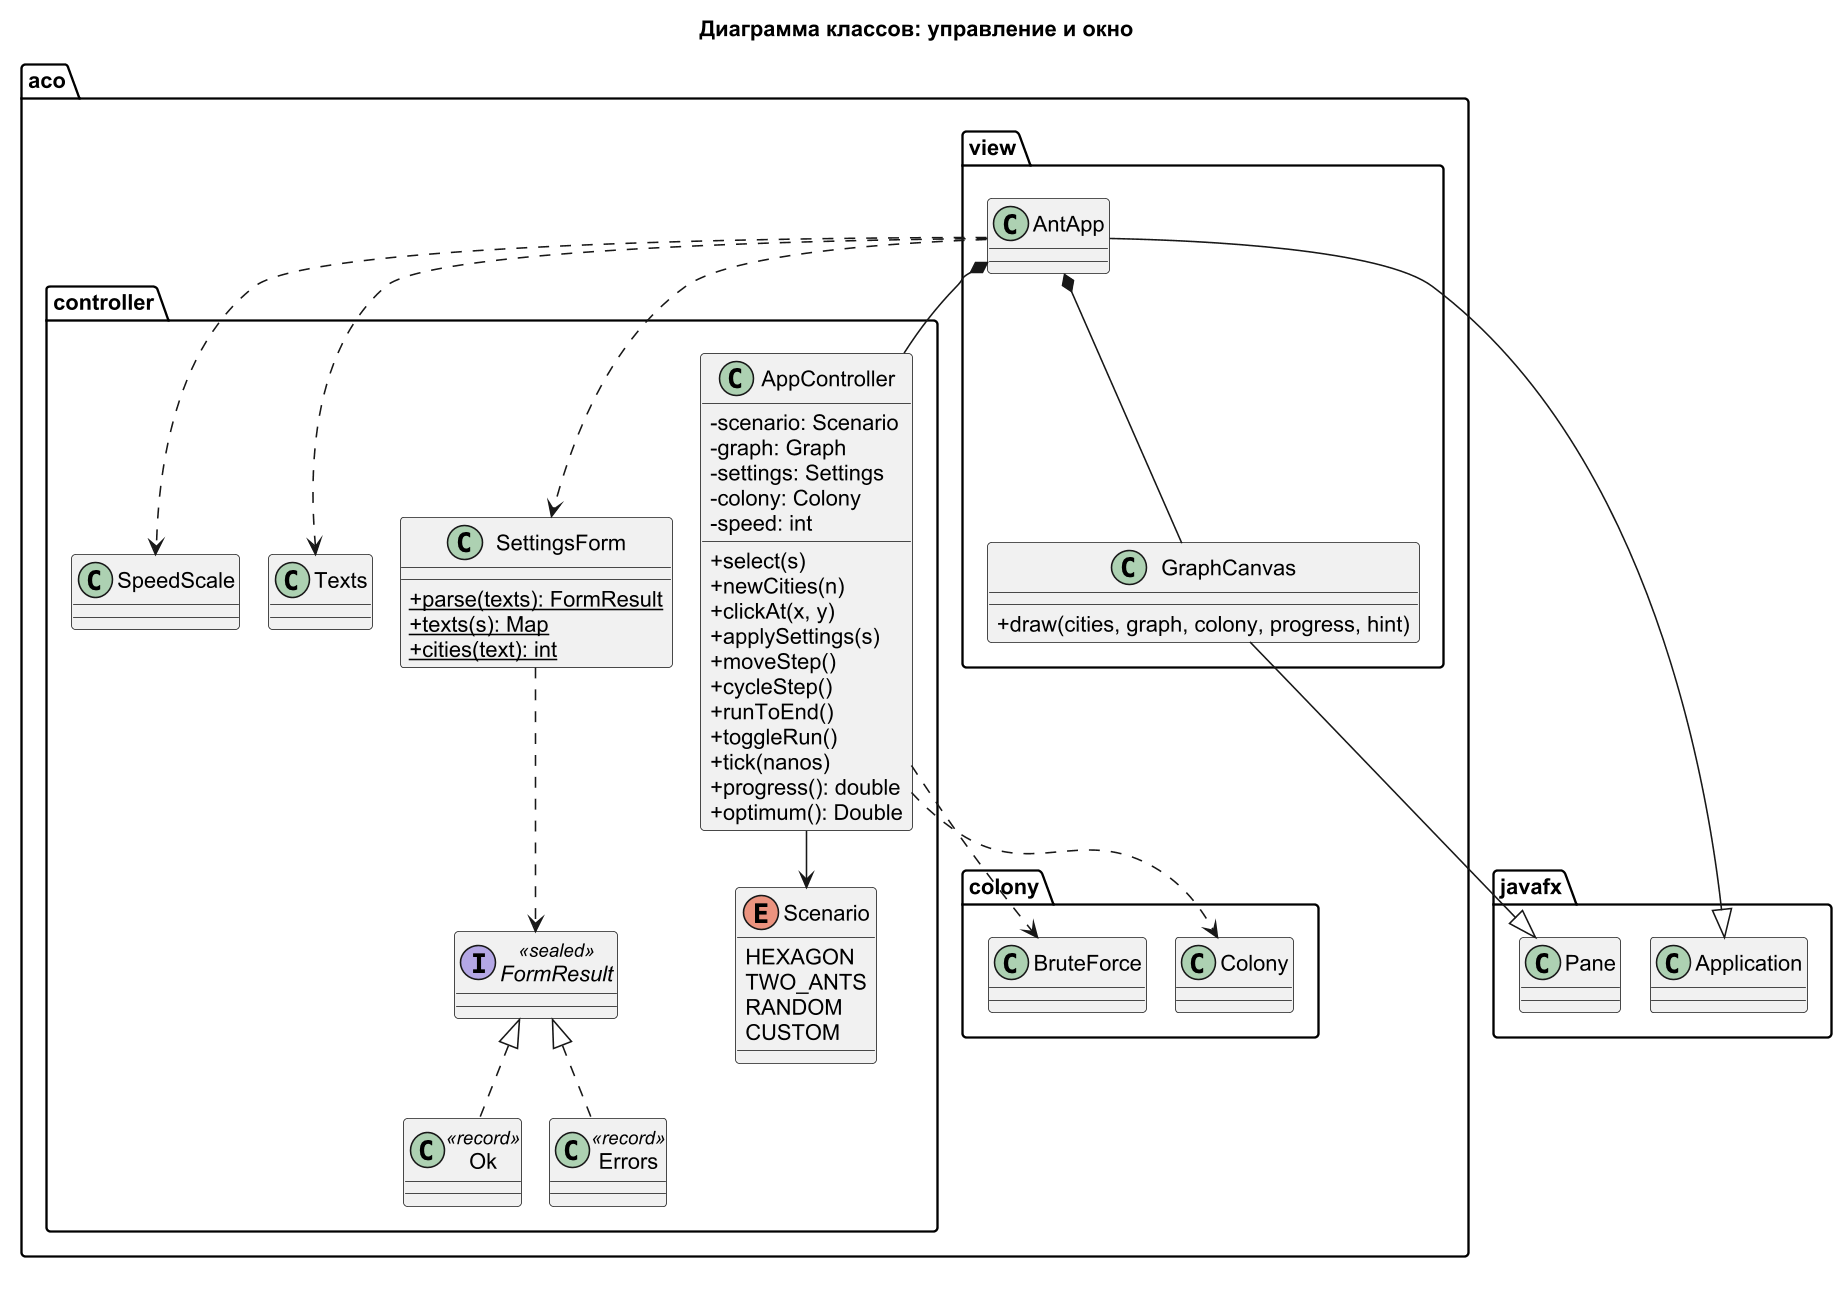 Диаграмма классов: управление и окно
aco
view
C AntApp
controller
C AppController
-scenario: Scenario
-graph: Graph
-settings: Settings
-colony: Colony
-speed: int
+select(s)
+newCities(n)
+clickAt(x, y)
+applySettings(s)
+moveStep()
+cycleStep()
+runToEnd()
+toggleRun()
+tick(nanos)
+progress(): double
+optimum(): Double
C SpeedScale
C Texts
C SettingsForm
+parse(texts): FormResult
+texts(s): Map
+cities(text): int
C GraphCanvas
+draw(cities, graph, colony, progress, hint)
I «sealed»
FormResult
E Scenario
HEXAGON
TWO_ANTS
RANDOM
CUSTOM
colony
C BruteForce
C Colony
javafx
C Pane
C Application
C «record»
Ok
C «record»
Errors